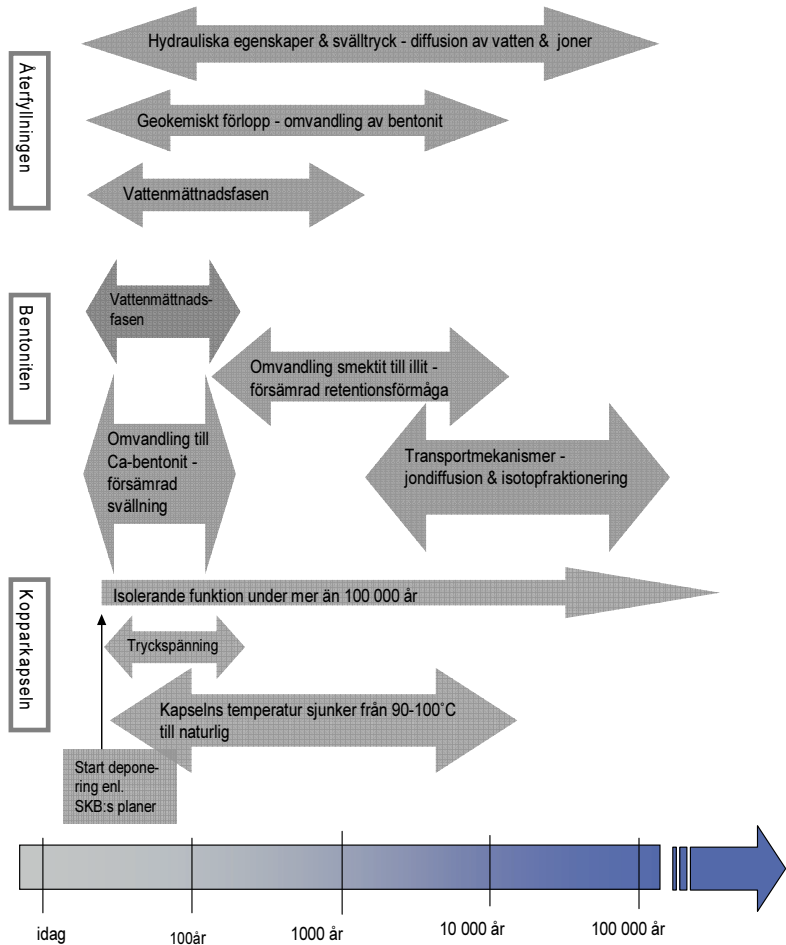 Återfyllningen
Hydrauliska egenskaper & svälltryck - diffusion av vatten & joner
Geokemiskt förlopp - omvandling av bentonit
Vattenmättnadsfasen
Bentoniten
Vattenmättnads-
fasen
Omvandling smektit till illit -
försämrad retentionsförmåga
Omvandling till
Ca-bentonit -
försämrad
svällning
Transportmekanismer -
jondiffusion & isotopfraktionering
Kopparkapseln
Isolerande funktion under mer än 100 000 år
Tryckspänning
Kapselns temperatur sjunker från 90-100°C
till naturlig
Start depone-
ring enl.
SKB:s planer
idag
100år
1000 år
10 000 år
100 000 år